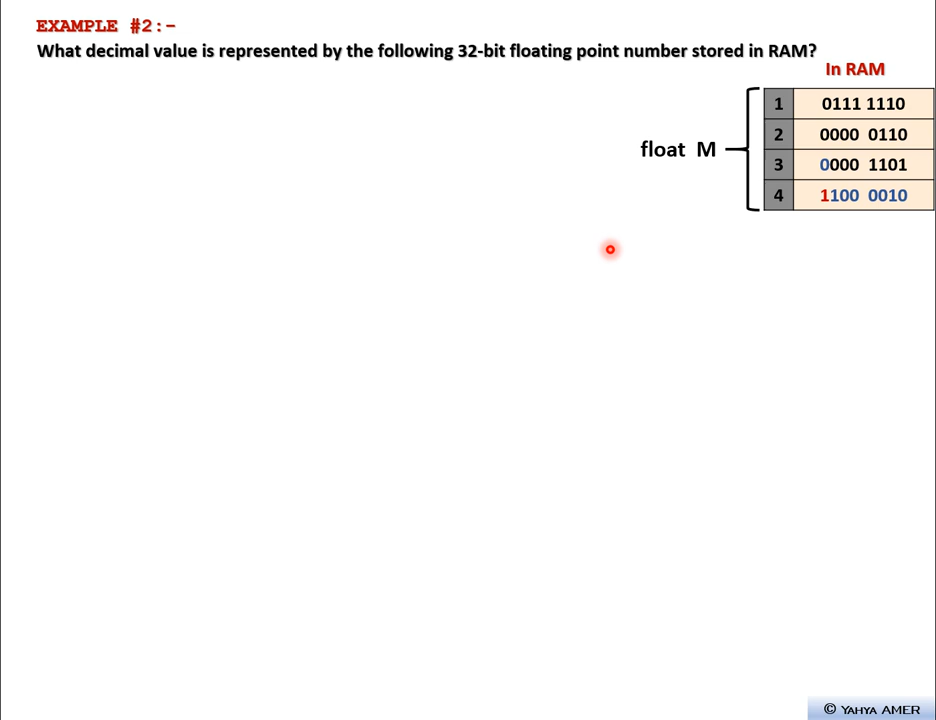 EXAMPLE #2:-
What decimal value is represented by the following 32-bit floating point number stored in RAM?
In RAM
1 0111 1110
2 0000 0110
float M
3 0000 1101
4 1100 0010
© YAHYA AMER